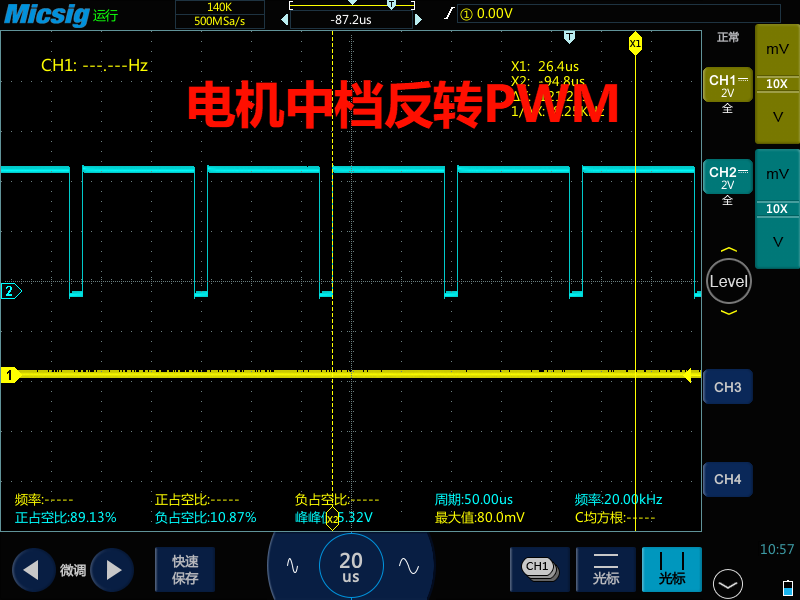 Micsig 运行
140K
500MSa/s
-87.2us
T
① 0.00V
T
X1
正常
mV
10X
V
CH1
2V
全
CH1: ---.---Hz
X1: 26.4us
X2: -94.8us
电机中档反转PWM
CH2
2V
全
mV
10X
V
2
Level
1
CH3
CH4
频率:-----
正占空比:-----
负占空比:-----
周期:50.00us
频率:20.00kHz
正占空比:89.13%
负占空比:10.87%
X2
最大值:80.0mV
C均方根:-----
微调
快速
保存
20
us
CH1
光标
光标
10:57